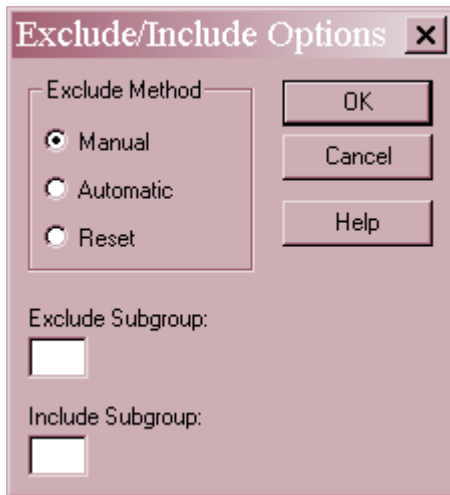 Exclude/Include Options
Exclude Method
Manual
Automatic
Reset
OK
Cancel
Help
Exclude Subgroup:
Include Subgroup: